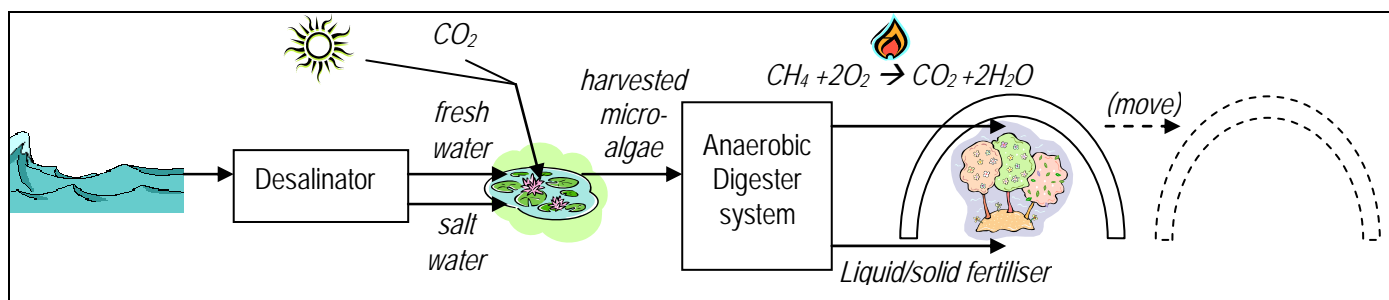 CO₂
CH₄ +2O₂ → CO₂ +2H₂O
harvested
micro-
algae
(move)
fresh
water
Desalinator
Anaerobic
Digester
system
salt
water
Liquid/solid fertiliser